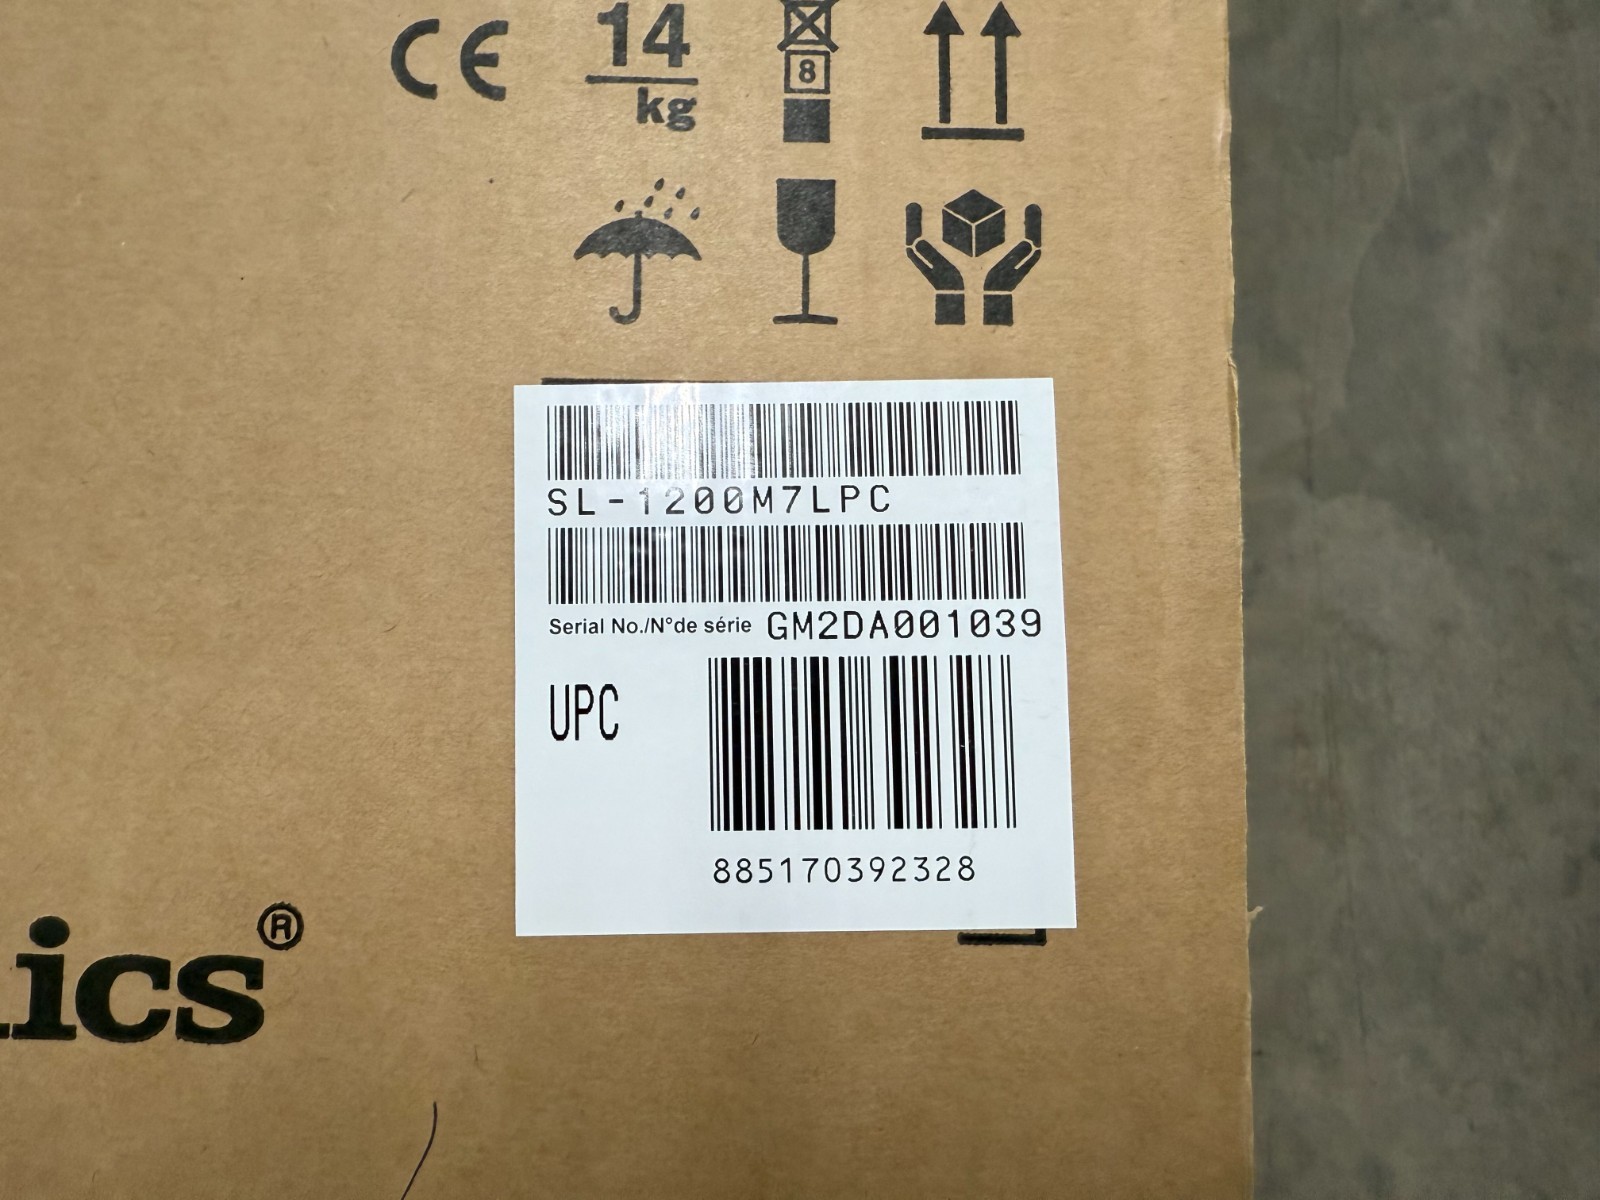 CE
14
kg
8
SL-1200M7LPC
Serial No./N°de série GM2DA001039
UPC
885170392328
ics®